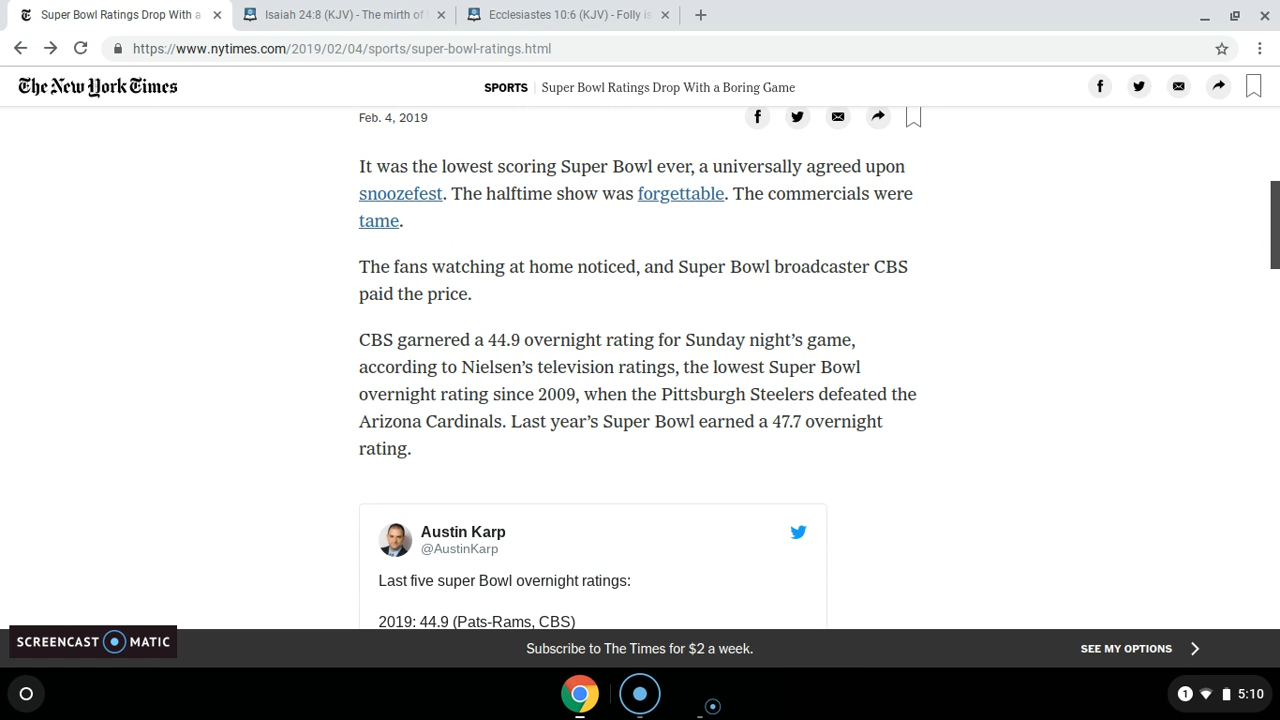 Super Bowl Ratings Drop With a
Isaiah 24:8 (KJV) - The mirth of
Ecclesiastes 10:6 (KJV) - Folly is
https://www.nytimes.com/2019/02/04/sports/super-bowl-ratings.html
The New York Times
SPORTS Super Bowl Ratings Drop With a Boring Game
Feb. 4, 2019
It was the lowest scoring Super Bowl ever, a universally agreed upon
snoozefest. The halftime show was forgettable. The commercials were
tame.
The fans watching at home noticed, and Super Bowl broadcaster CBS
paid the price.
CBS garnered a 44.9 overnight rating for Sunday night’s game,
according to Nielsen’s television ratings, the lowest Super Bowl
overnight rating since 2009, when the Pittsburgh Steelers defeated the
Arizona Cardinals. Last year’s Super Bowl earned a 47.7 overnight
rating.
Austin Karp
@AustinKarp
Last five super Bowl overnight ratings:
2019: 44.9 (Pats-Rams, CBS)
SCREENCAST MATIC
Subscribe to The Times for $2 a week.
SEE MY OPTIONS
1 5:10